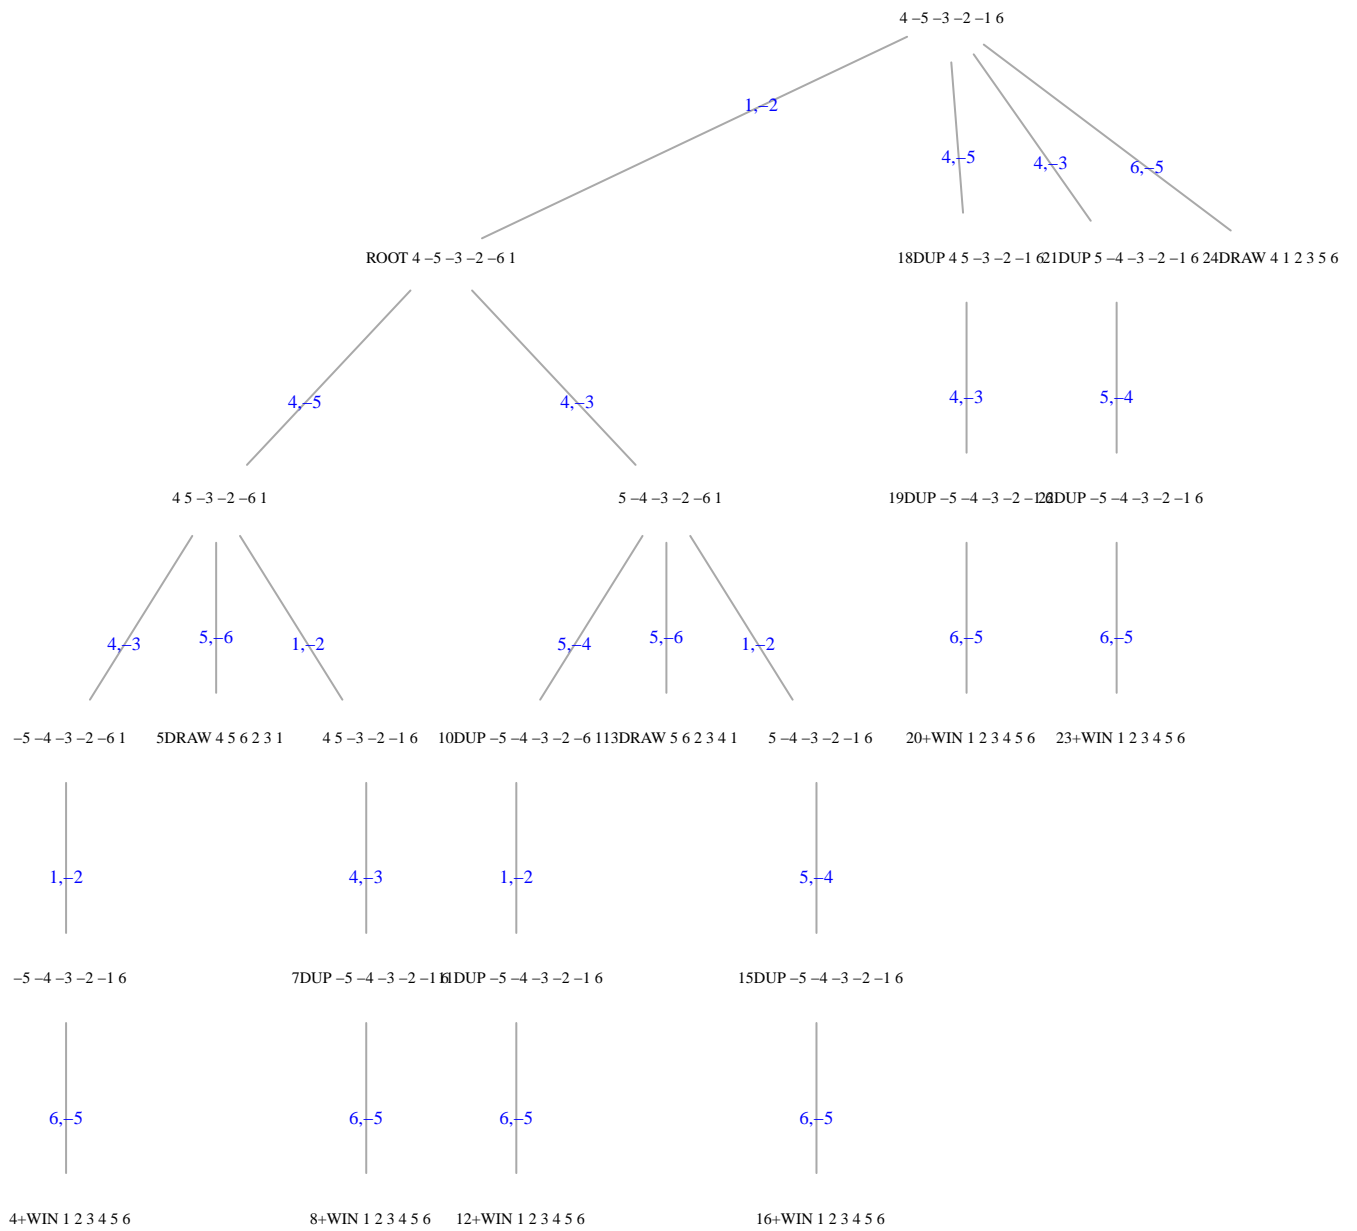 4 –5 –3 –2 –1 6
1,–2
4,–5
4,–3
6,–5
ROOT 4 –5 –3 –2 –6 1
18DUP 4 5 –3 –2 –1 6
21DUP 5 –4 –3 –2 –1 6
24DRAW 4 1 2 3 5 6
4,–5
4,–3
4,–3
5,–4
4 5 –3 –2 –6 1
5 –4 –3 –2 –6 1
19DUP –5 –4 –3 –2 –1 6
22DUP –5 –4 –3 –2 –1 6
4,–3
5,–6
1,–2
5,–4
5,–6
1,–2
6,–5
6,–5
–5 –4 –3 –2 –6 1
5DRAW 4 5 6 2 3 1
4 5 –3 –2 –1 6
10DUP –5 –4 –3 –2 –6 1
13DRAW 5 6 2 3 4 1
5 –4 –3 –2 –1 6
20+WIN 1 2 3 4 5 6
23+WIN 1 2 3 4 5 6
1,–2
4,–3
1,–2
5,–4
–5 –4 –3 –2 –1 6
7DUP –5 –4 –3 –2 –1 6
11DUP –5 –4 –3 –2 –1 6
15DUP –5 –4 –3 –2 –1 6
6,–5
6,–5
6,–5
6,–5
4+WIN 1 2 3 4 5 6
8+WIN 1 2 3 4 5 6
12+WIN 1 2 3 4 5 6
16+WIN 1 2 3 4 5 6